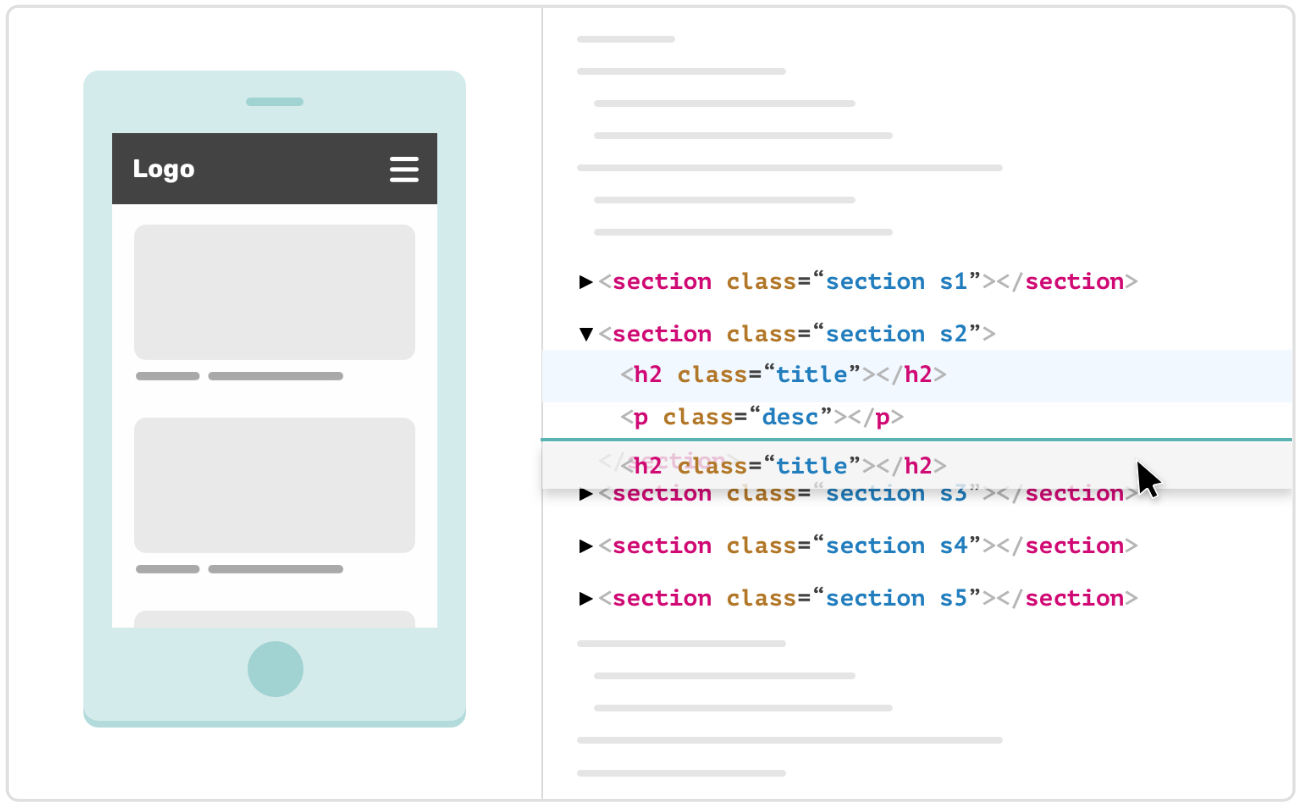 Logo
▶<section class=“section s1”></section>
▼<section class=“section s2”>
<h2 class=“title”></h2>
<p class=“desc”></p>
</section>
<h2 class=“title”></h2>
▶<section class=“section s3”></section>
▶<section class=“section s4”></section>
▶<section class=“section s5”></section>